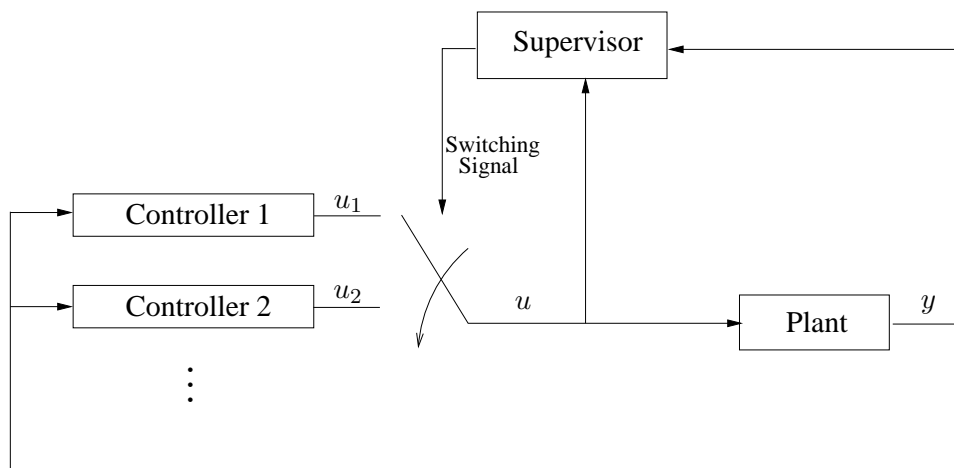 Supervisor
Switching
Signal
Controller 1
u₁
Controller 2
u₂
u
Plant
y